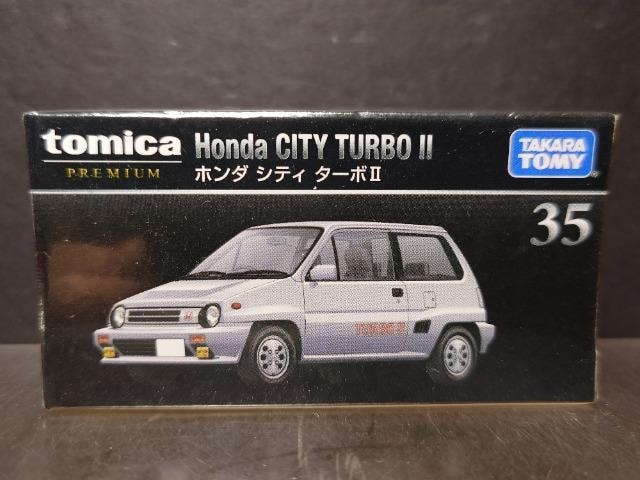 tomica
PREMIUM
Honda CITY TURBO II
ホンダ シティ ターボII
TAKARA
TOMY
35
TURBO II